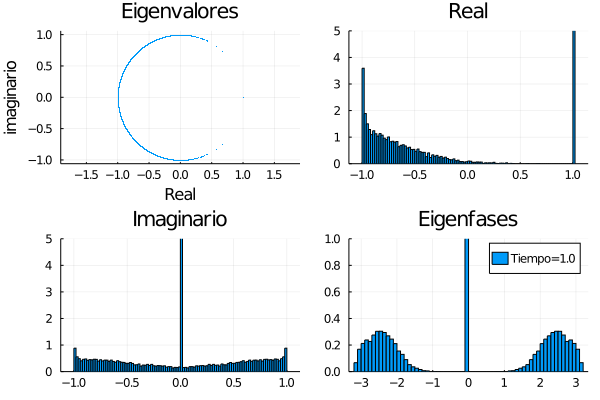 Eigenvalores
imaginario
1.0
0.5
0.0
−0.5
−1.0
−1.5 −1.0 −0.5 0.0 0.5 1.0 1.5
Real
Real
5
4
3
2
1
0
−1.0 −0.5 0.0 0.5 1.0
Imaginario
5
4
3
2
1
0
−1.0 −0.5 0.0 0.5 1.0
Eigenfases
Tiempo=1.0
1.0
0.8
0.6
0.4
0.2
0.0
−3 −2 −1 0 1 2 3